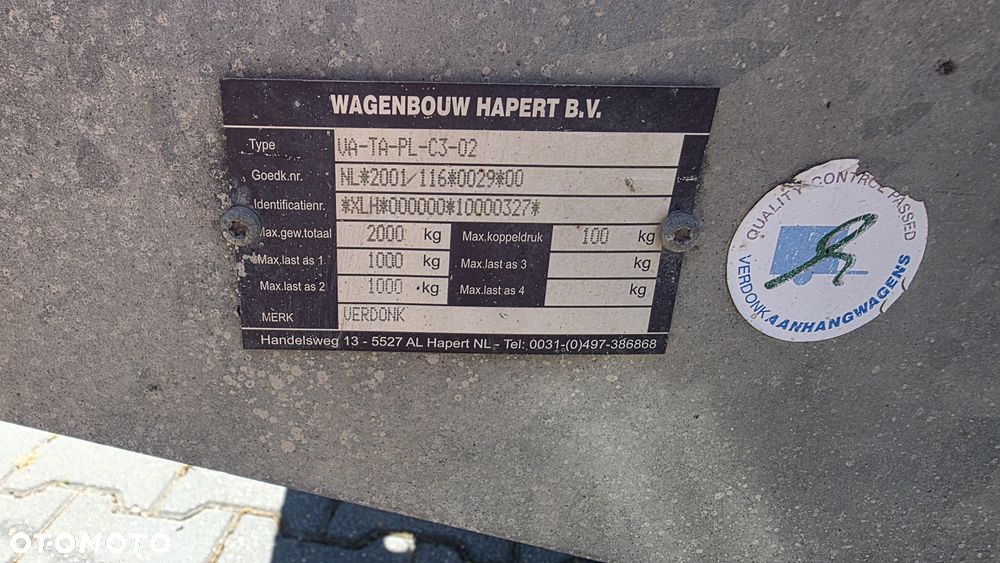 WAGENBOUW HAPERT B.V.
Type VA-TA-PL-C3-02
Goedk.nr. NL*2001/116*0029*00
Identificatienr. *XLH*000000*10000327*
Max.gew.totaal 2000 kg Max.koppeldruk 100 kg
Max.last as 1 1000 kg Max.last as 3 kg
Max.last as 2 1000 kg Max.last as 4 kg
MERK VERDONK
Handelsweg 13 - 5527 AL Hapert NL - Tel: 0031-(0)497-386868
QUALITY CONTROL PASSED
VERDONK AANHANGWAGENS
OTOMOTO